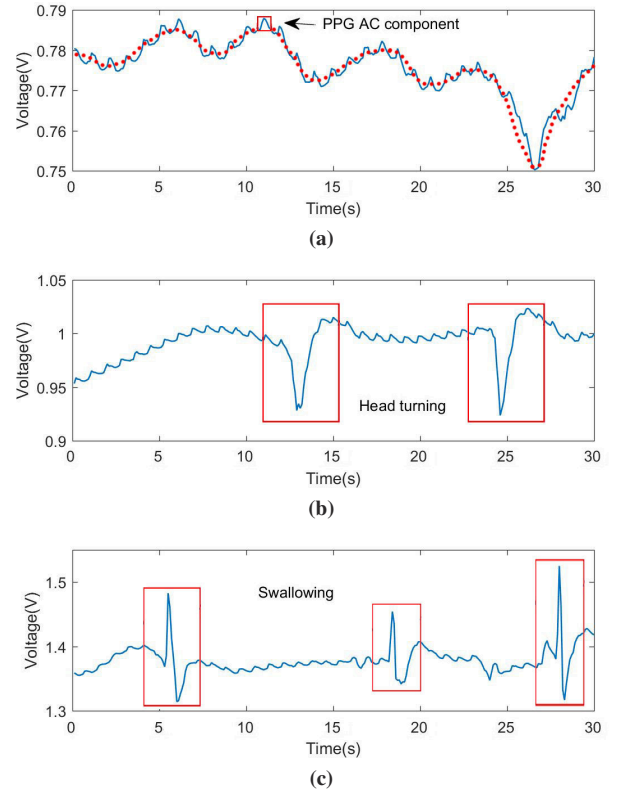 0.79
0.78
0.77
0.76
0.75
Voltage(V)
PPG AC component
0 5 10 15 20 25 30
Time(s)
(a)
1.05
1
0.95
0.9
Voltage(V)
Head turning
0 5 10 15 20 25 30
Time(s)
(b)
1.5
1.4
1.3
Voltage(V)
Swallowing
0 5 10 15 20 25 30
Time(s)
(c)